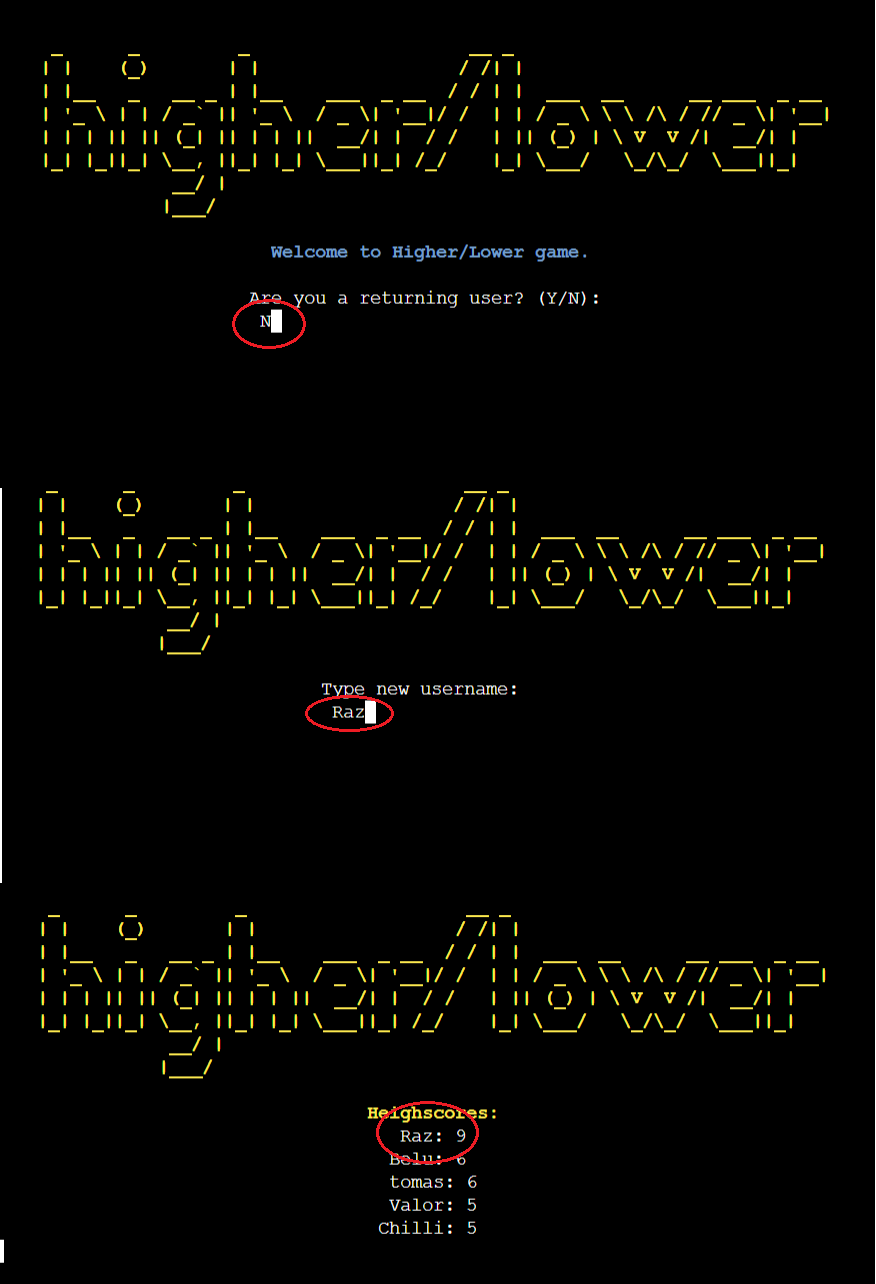 higher/lower
Welcome to Higher/Lower game.
Are you a returning user? (Y/N):
N
higher/lower
Type new username:
Raz
higher/lower
Heighscores:
Raz: 9
Belu: 6
tomas: 6
Valor: 5
Chilli: 5